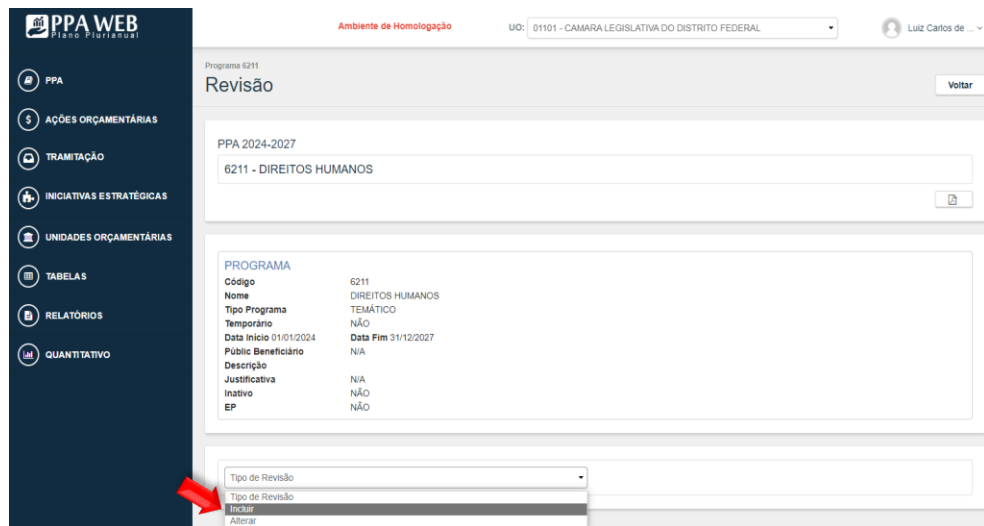 PPA WEB
Plano Plurianual
Ambiente de Homologação
UO: 01101 - CAMARA LEGISLATIVA DO DISTRITO FEDERAL
Luiz Carlos de ...
PPA
AÇÕES ORÇAMENTÁRIAS
TRAMITAÇÃO
INICIATIVAS ESTRATÉGICAS
UNIDADES ORÇAMENTÁRIAS
TABELAS
RELATÓRIOS
QUANTITATIVO
Programa 6211
Revisão
Voltar
PPA 2024-2027
6211 - DIREITOS HUMANOS
PROGRAMA
Código 6211
Nome DIREITOS HUMANOS
Tipo Programa TEMÁTICO
Temporário NÃO
Data Início 01/01/2024 Data Fim 31/12/2027
Públic Beneficiário N/A
Descrição
Justificativa N/A
Inativo NÃO
EP NÃO
Tipo de Revisão
Tipo de Revisão
Incluir
Alterar